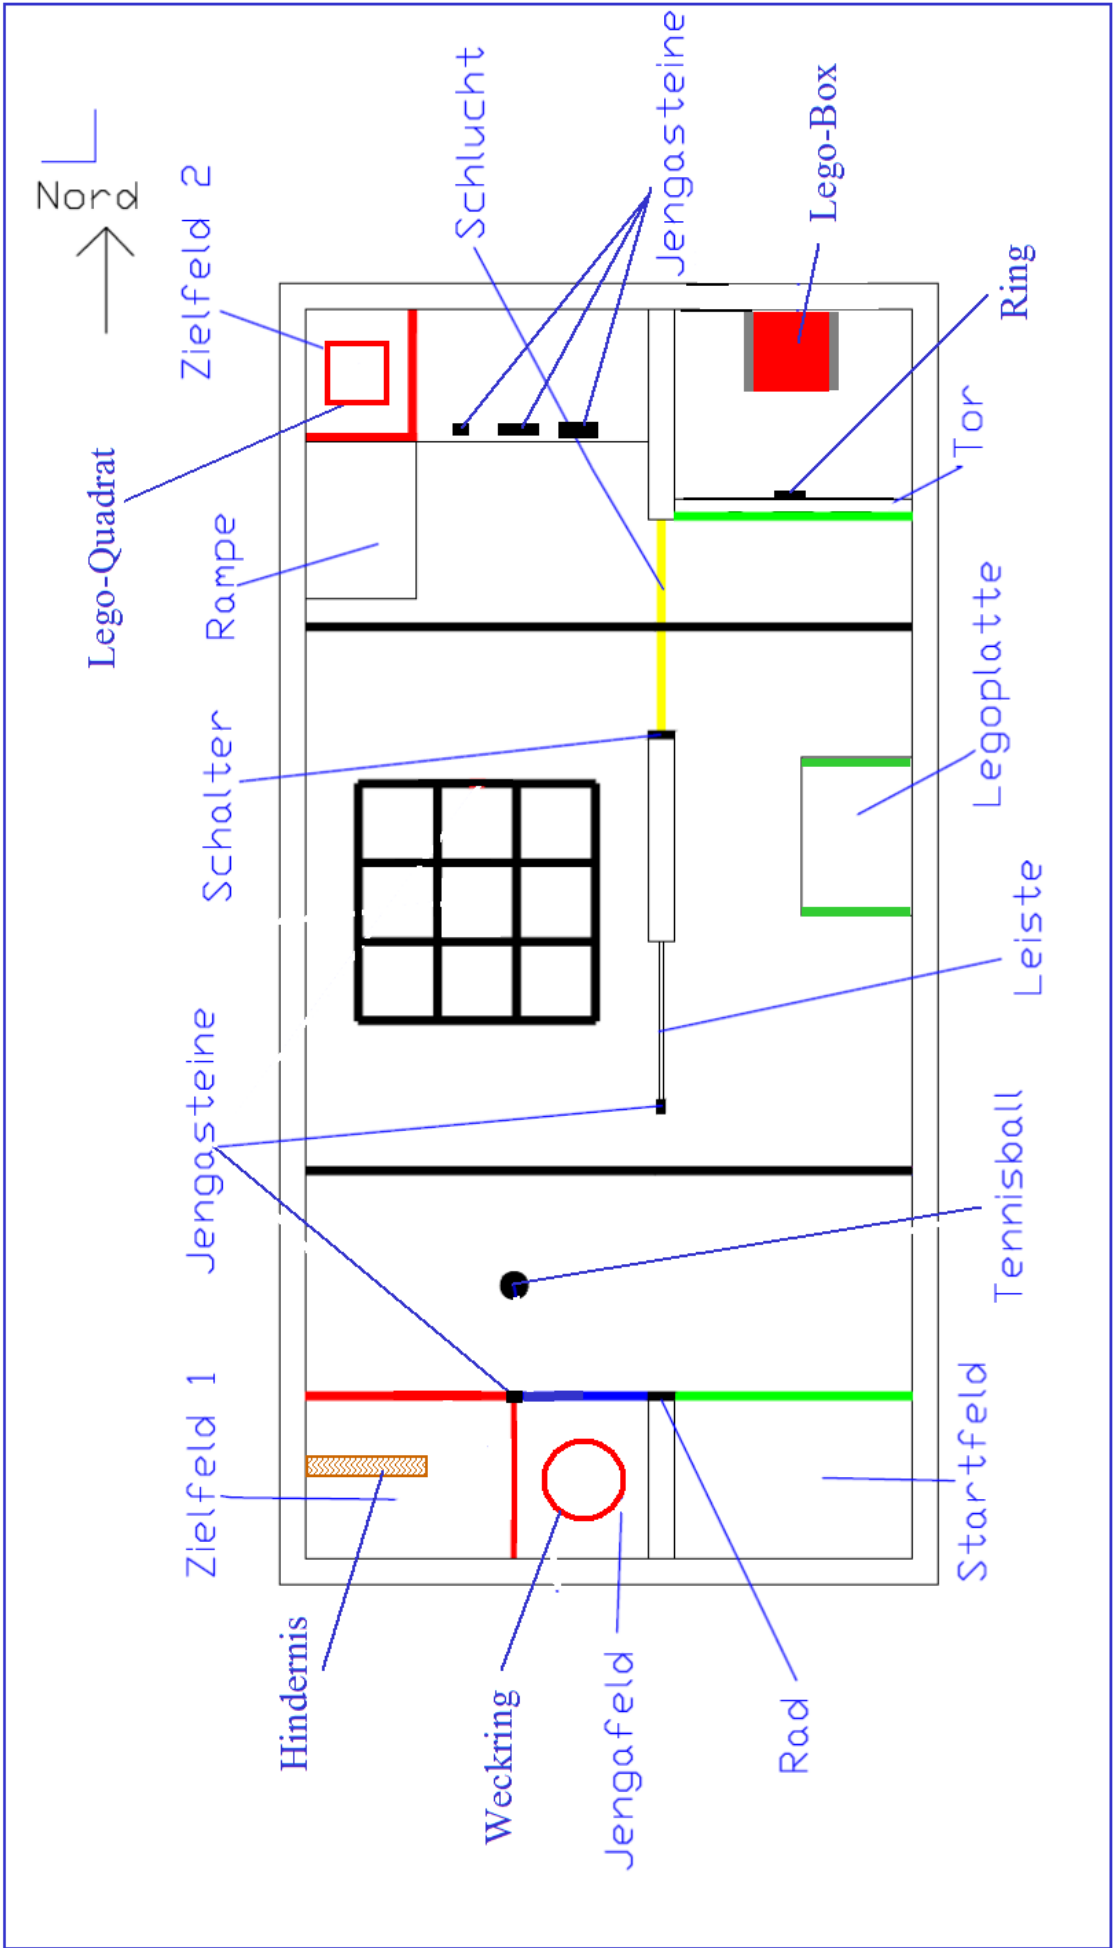 Nord
Zielfeld 2
Schlucht
Jengasteine
Lego-Box
Ring
Lego-Quadrat
Rampe
Tor
Schalter
Legoplatte
Leiste
Jengasteine
Tennisball
Zielfeld 1
Startfeld
Hindernis
Weckring
Jengafeld
Rad